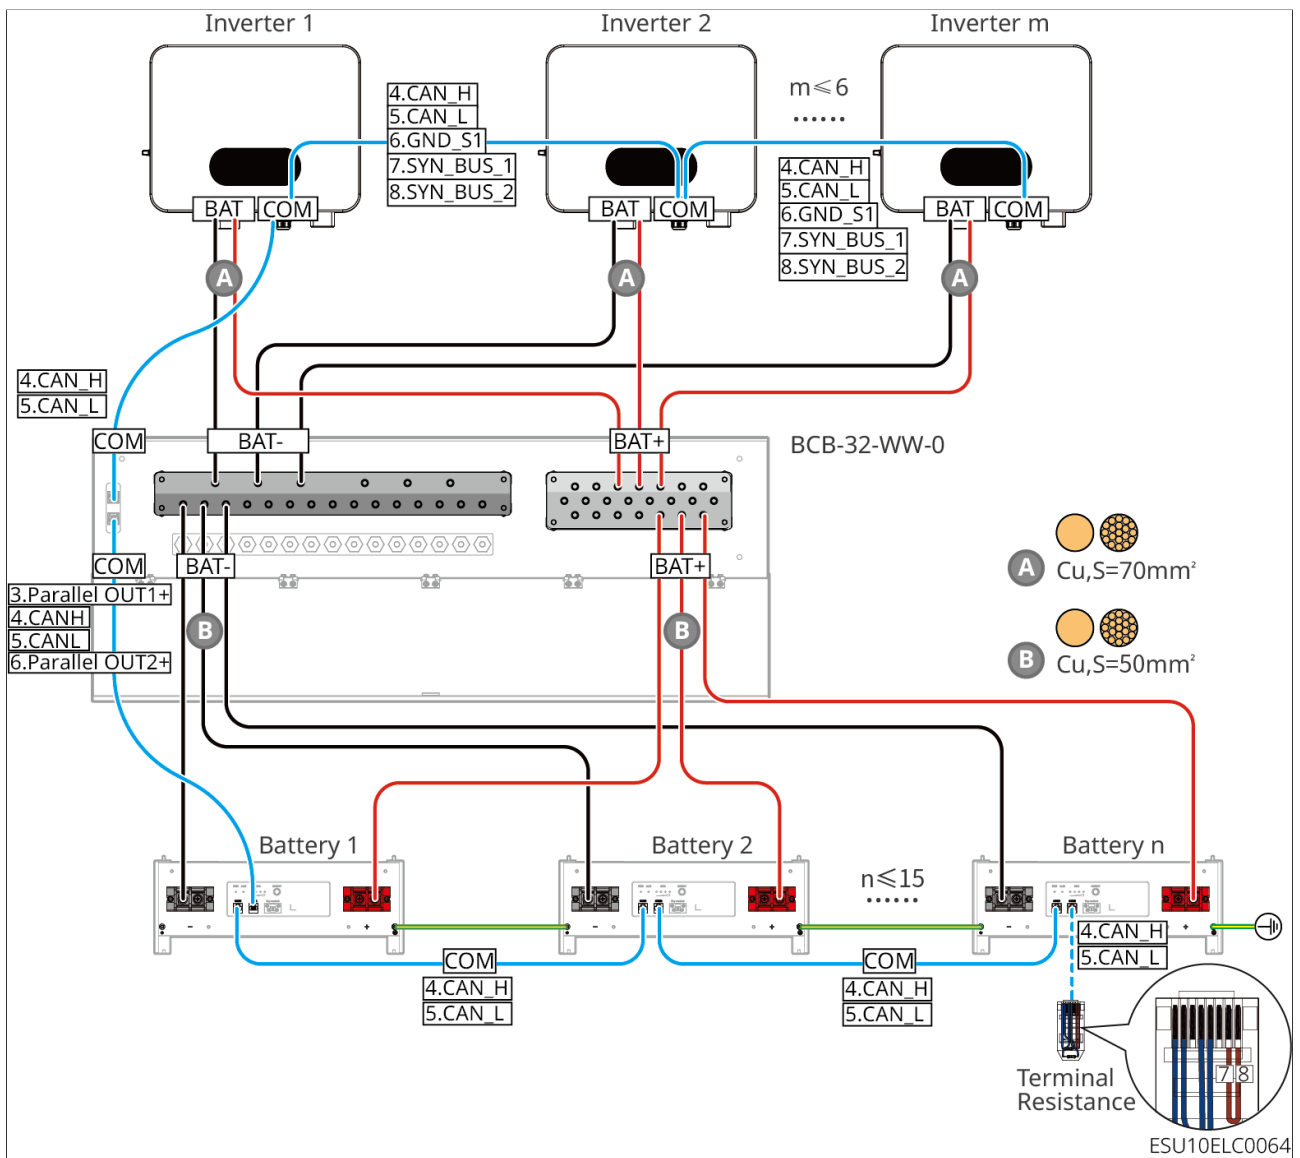 Inverter 1
Inverter 2
Inverter m
4.CAN_H
5.CAN_L
6.GND_S1
7.SYN_BUS_1
8.SYN_BUS_2
m≤6
......
4.CAN_H
5.CAN_L
6.GND_S1
7.SYN_BUS_1
8.SYN_BUS_2
BAT
COM
BAT
COM
BAT
COM
A
A
A
4.CAN_H
5.CAN_L
COM
BAT-
BAT+
BCB-32-WW-0
COM
BAT-
BAT+
3.Parallel OUT1+
4.CANH
5.CANL
6.Parallel OUT2+
B
B
A
Cu,S=70mm²
B
Cu,S=50mm²
Battery 1
Battery 2
Battery n
n≤15
......
-
+
-
+
-
+
COM
4.CAN_H
5.CAN_L
COM
4.CAN_H
5.CAN_L
4.CAN_H
5.CAN_L
Terminal
Resistance
7
8
ESU10ELC0064